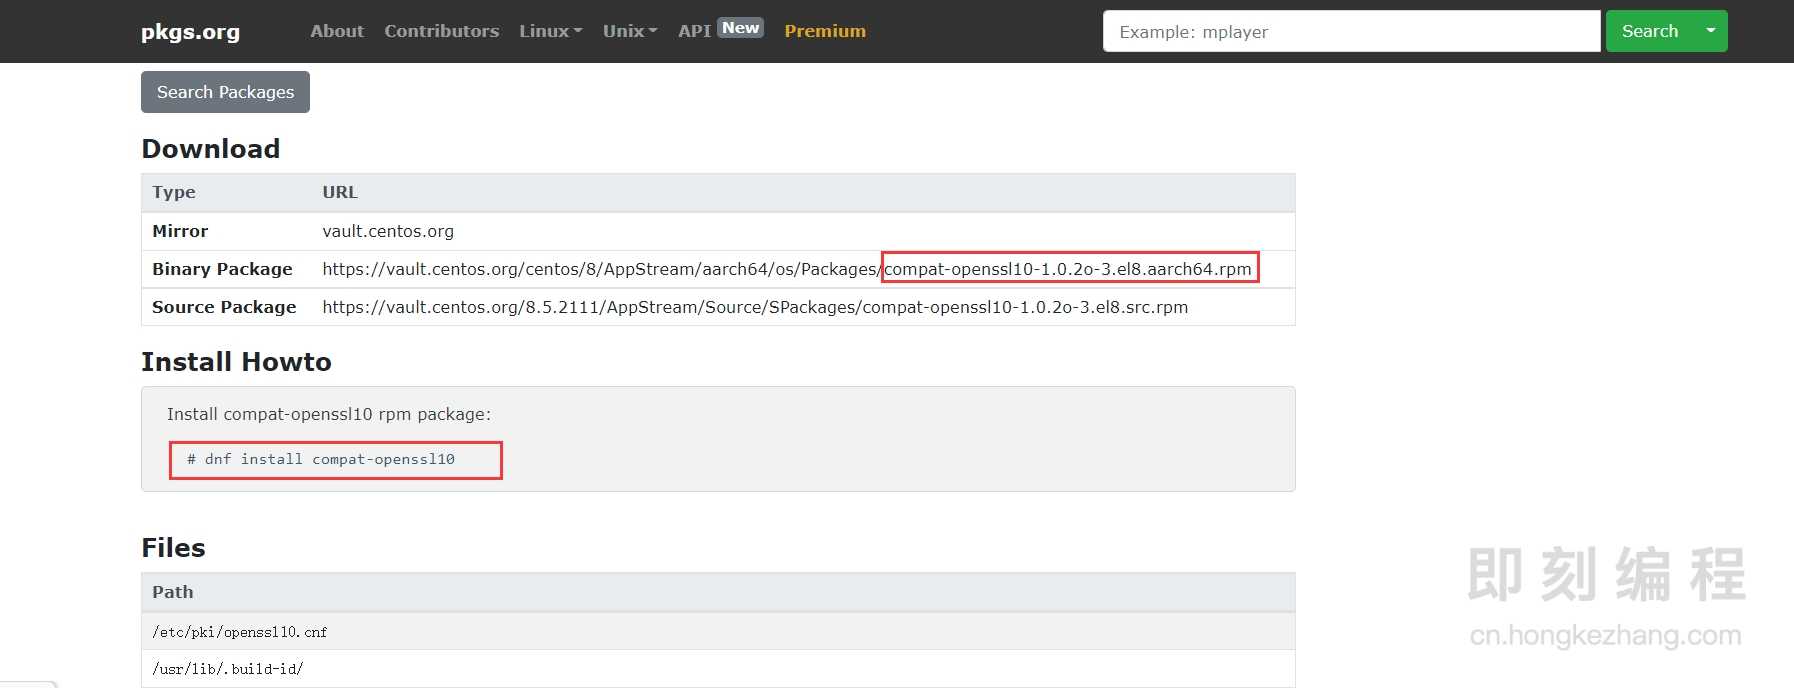 pkgs.org About Contributors Linux Unix API New Premium Example: mplayer Search
Search Packages
Download
Type URL
Mirror vault.centos.org
Binary Package https://vault.centos.org/centos/8/AppStream/aarch64/os/Packages/compat-openssl10-1.0.2o-3.el8.aarch64.rpm
Source Package https://vault.centos.org/8.5.2111/AppStream/Source/SPackages/compat-openssl10-1.0.2o-3.el8.src.rpm
Install Howto
Install compat-openssl10 rpm package:
# dnf install compat-openssl10
Files
Path
/etc/pki/openssl10.cnf
/usr/lib/.build-id/
即刻编程
cn.hongkezhang.com